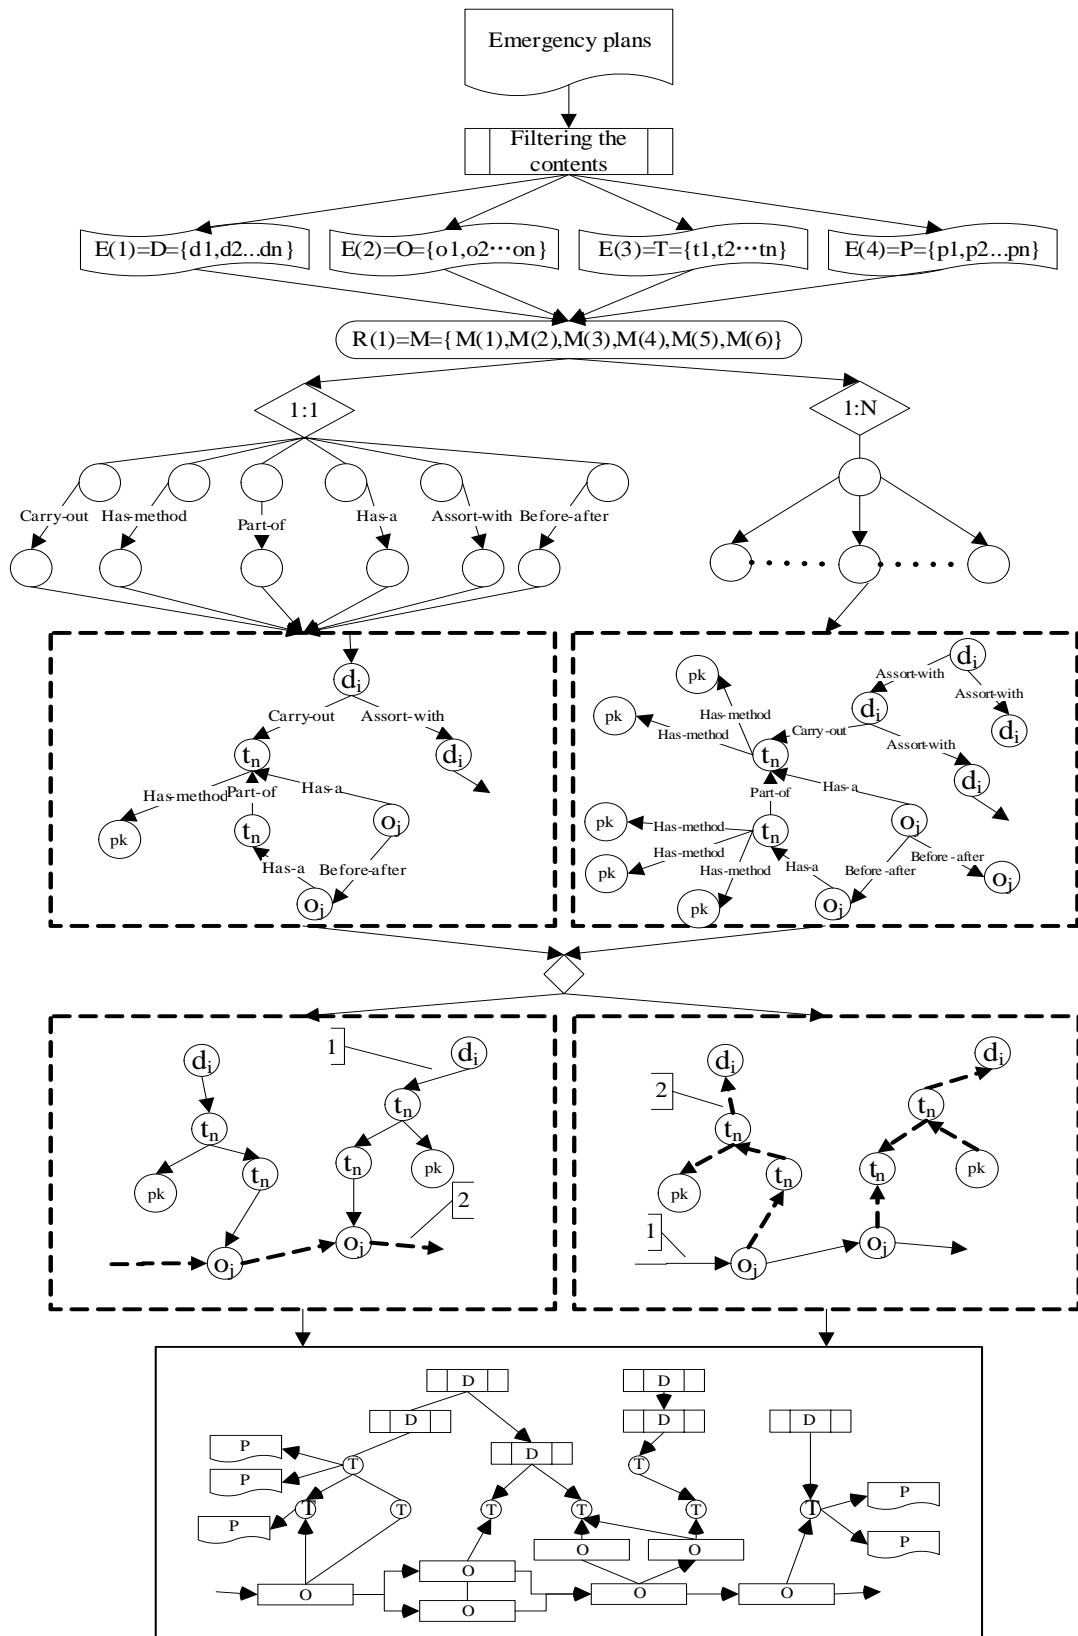 Emergency plans
Filtering the
contents
E(1)=D={d1,d2...dn}
E(2)=O={o1,o2···on}
E(3)=T={t1,t2···tn}
E(4)=P={p1,p2...pn}
R(1)=M={M(1),M(2),M(3),M(4),M(5),M(6)}
1:1
1:N
Carry-out
Has-method
Part-of
Has-a
Assort-with
Before-after
di
Carry-out
Assort-with
tn
di
Has-method
Part-of
Has-a
pk
tn
Oj
Has-a
Before-after
Oj
di
pk
Assort-with
Assort-with
di
pk
Has-method
Has-method
Carry-out
di
tn
Assort-with
di
Part-of
Has-a
pk
Has-method
tn
Oj
Has-method
Before-after
pk
Has-method
Has-a
Before-after
Oj
pk
Oj
1
di
di
tn
tn
pk
tn
tn
pk
2
Oj
Oj
di
di
2
tn
tn
pk
tn
tn
pk
1
Oj
Oj
D
D
D
D
D
P
D
T
T
P
P
T
T
T
T
T
T
P
P
P
O
O
O
O
O
O
O